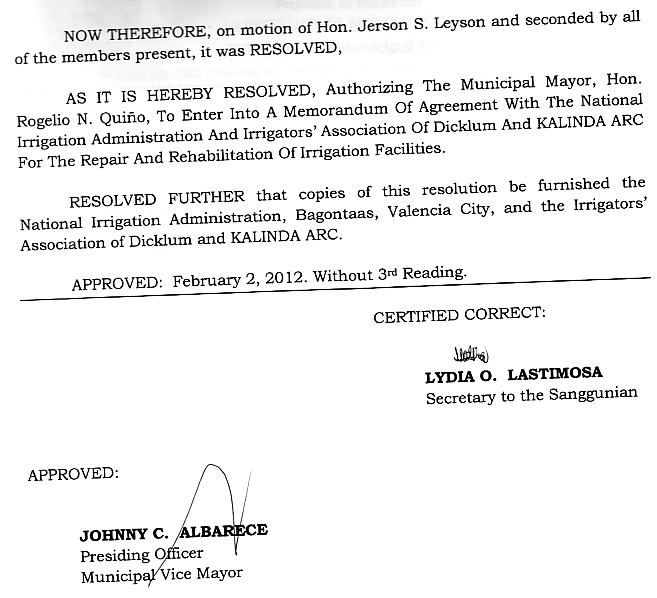 NOW THEREFORE, on motion of Hon. Jerson S. Leyson and seconded by all
of the members present, it was RESOLVED,
AS IT IS HEREBY RESOLVED, Authorizing The Municipal Mayor, Hon.
Rogelio N. Quiño, To Enter Into A Memorandum Of Agreement With The National
Irrigation Administration And Irrigators' Association Of Dicklum And KALINDA ARC
For The Repair And Rehabilitation Of Irrigation Facilities.
RESOLVED FURTHER that copies of this resolution be furnished the
National Irrigation Administration, Bagontaas, Valencia City, and the Irrigators'
Association of Dicklum and KALINDA ARC.
APPROVED: February 2, 2012. Without 3rd Reading.
CERTIFIED CORRECT:
LYDIA O. LASTIMOSA
Secretary to the Sanggunian
APPROVED:
JOHNNY C. ALBARECE
Presiding Officer
Municipal Vice Mayor